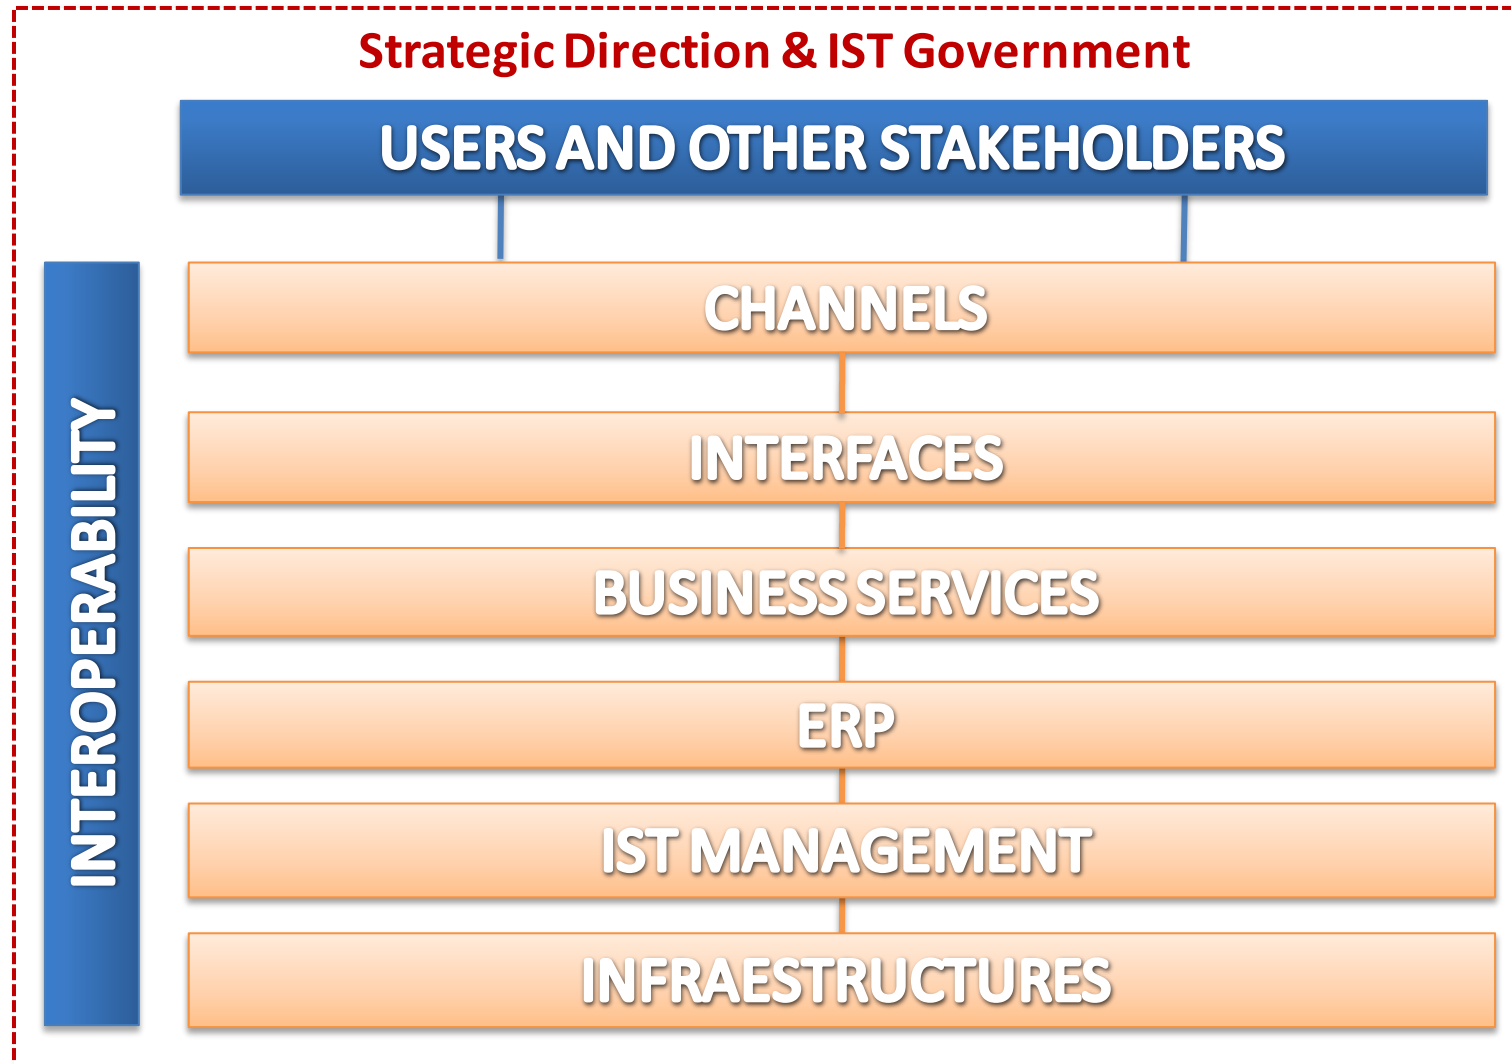 Strategic Direction & IST Government
USERS AND OTHER STAKEHOLDERS
INTEROPERABILITY
CHANNELS
INTERFACES
BUSINESS SERVICES
ERP
IST MANAGEMENT
INFRAESTRUCTURES